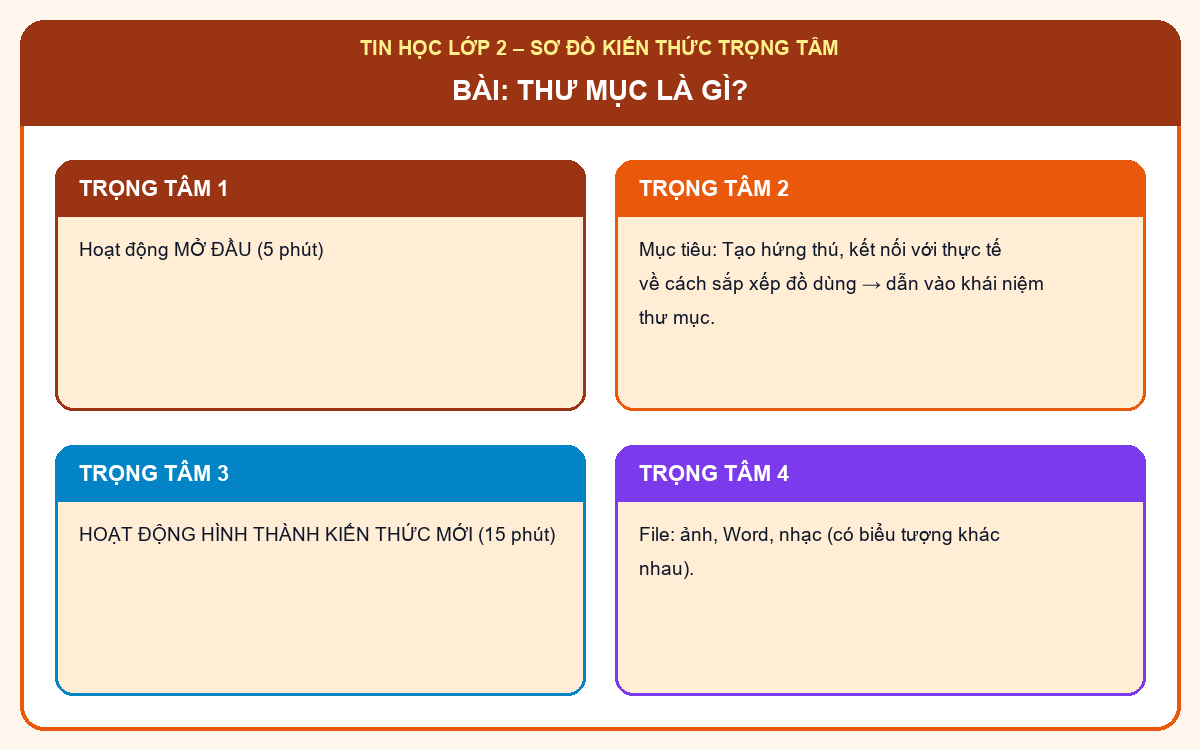 TIN HỌC LỚP 2 – SƠ ĐỒ KIẾN THỨC TRỌNG TÂM
BÀI: THƯ MỤC LÀ GÌ?
TRỌNG TÂM 1
Hoạt động MỞ ĐẦU (5 phút)
TRỌNG TÂM 2
Mục tiêu: Tạo hứng thú, kết nối với thực tế
về cách sắp xếp đồ dùng → dẫn vào khái niệm
thư mục.
TRỌNG TÂM 3
HOẠT ĐỘNG HÌNH THÀNH KIẾN THỨC MỚI (15 phút)
TRỌNG TÂM 4
File: ảnh, Word, nhạc (có biểu tượng khác
nhau).